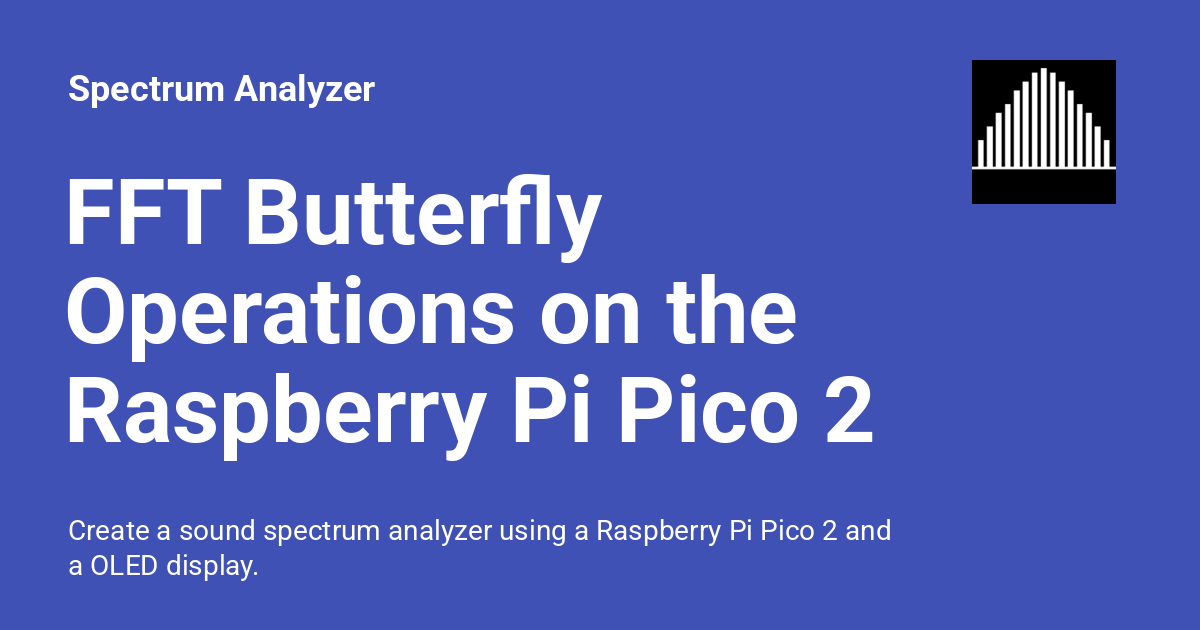 Spectrum Analyzer
FFT Butterfly
Operations on the
Raspberry Pi Pico 2
Create a sound spectrum analyzer using a Raspberry Pi Pico 2 and
a OLED display.